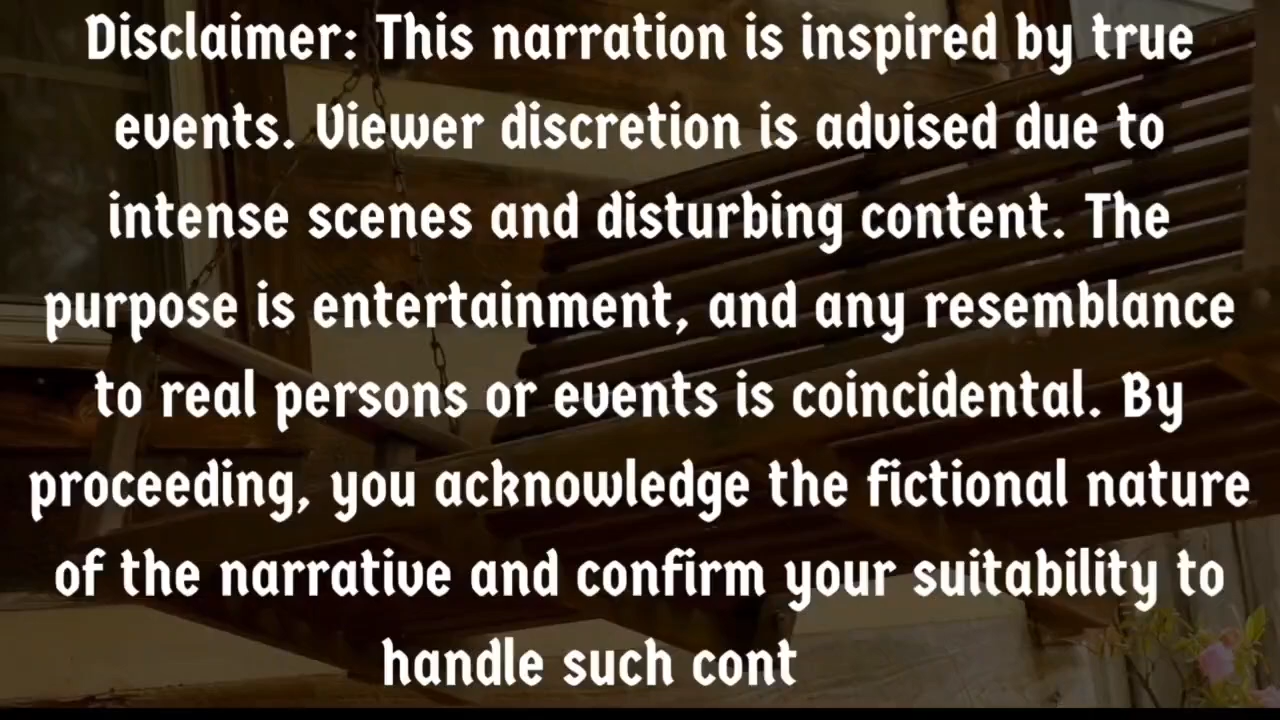 Disclaimer: This narration is inspired by true
events. Viewer discretion is advised due to
intense scenes and disturbing content. The
purpose is entertainment, and any resemblance
to real persons or events is coincidental. By
proceeding, you acknowledge the fictional nature
of the narrative and confirm your suitability to
handle such cont